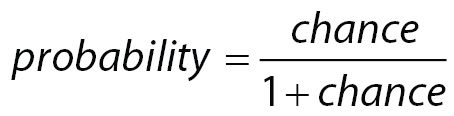 probability = chance / 1 + chance